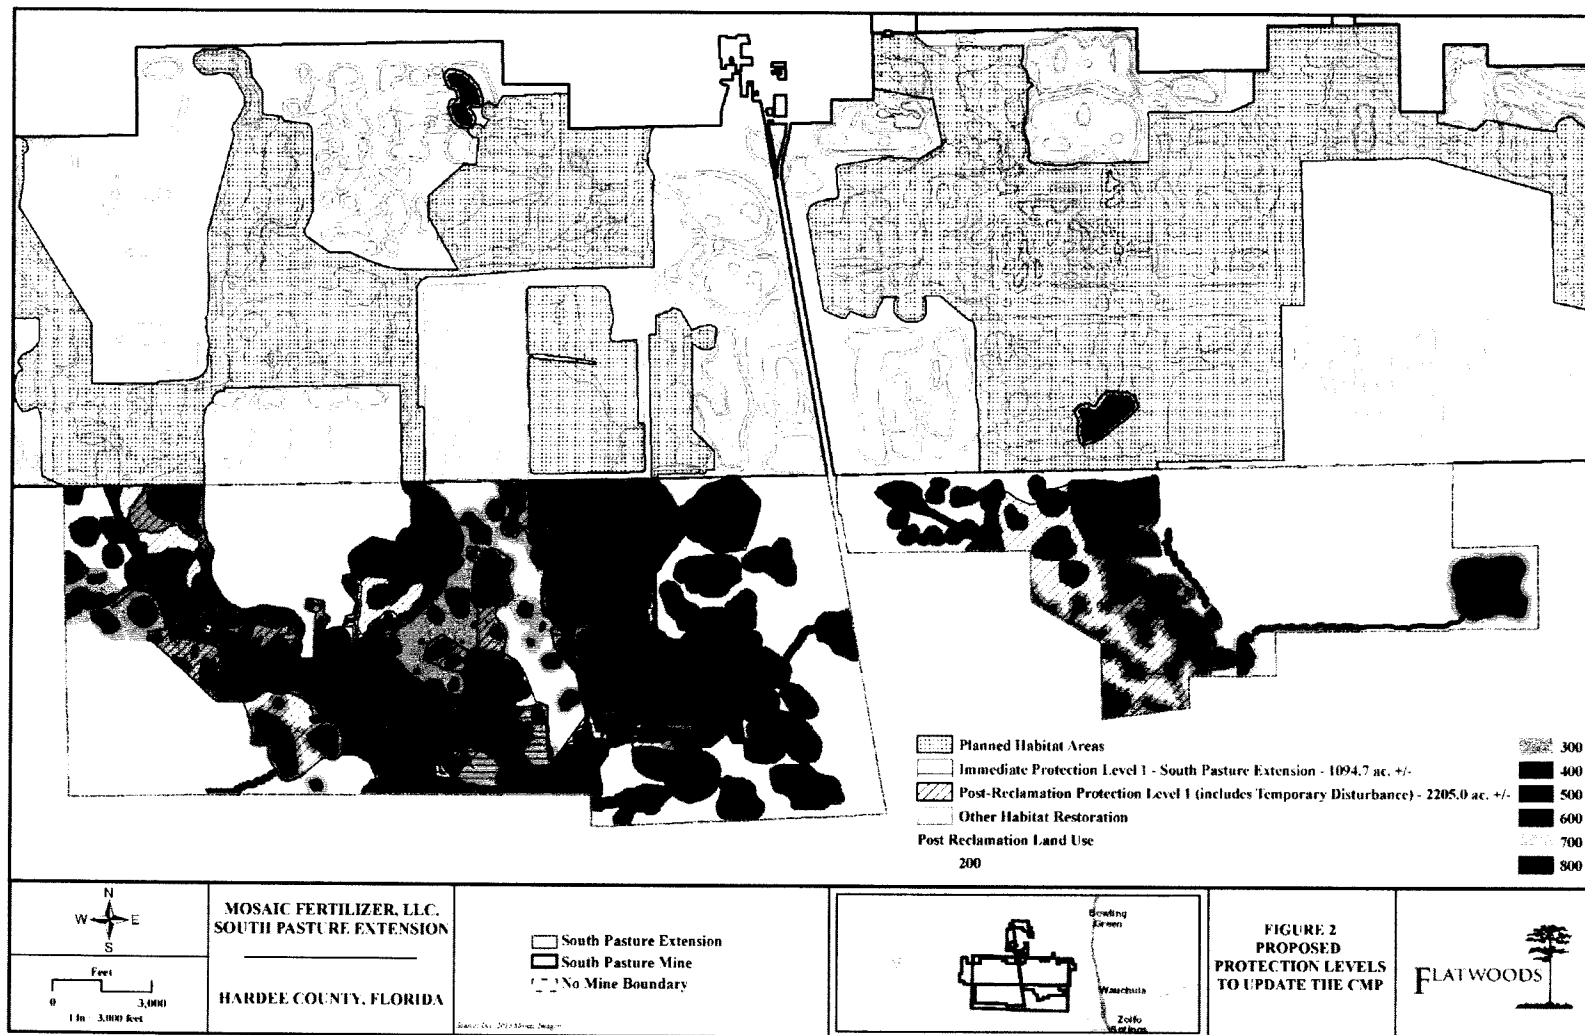 Planned Habitat Areas
Immediate Protection Level 1 - South Pasture Extension - 1094.7 ac. +/-
Post-Reclamation Protection Level 1 (includes Temporary Disturbance) - 2205.0 ac. +/-
Other Habitat Restoration
Post Reclamation Land Use
200
300
400
500
600
700
800
N
W E
S
Feet
0 3,000
1 In = 3,000 feet
MOSAIC FERTILIZER, LLC.
SOUTH PASTURE EXTENSION
HARDEE COUNTY, FLORIDA
South Pasture Extension
South Pasture Mine
No Mine Boundary
Bowling
Green
Wauchula
Zolfo
Springs
FIGURE 2
PROPOSED
PROTECTION LEVELS
TO UPDATE THE CMP
FLATWOODS